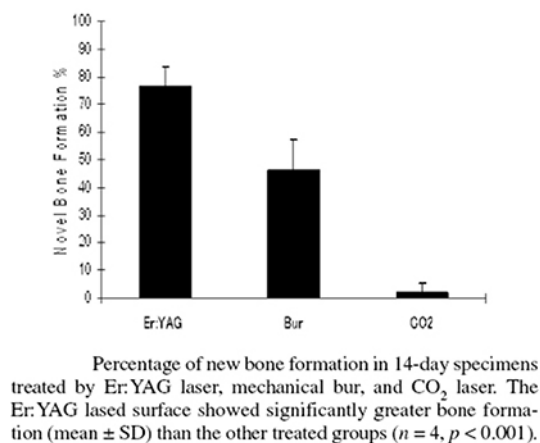 100
90
80
70
60
50
40
30
20
10
0
Novel Bone Formation %
Er:YAG Bur CO2
Percentage of new bone formation in 14-day specimens
treated by Er:YAG laser, mechanical bur, and CO2 laser. The
Er:YAG lased surface showed significantly greater bone forma-
tion (mean ± SD) than the other treated groups (n = 4, p < 0.001).